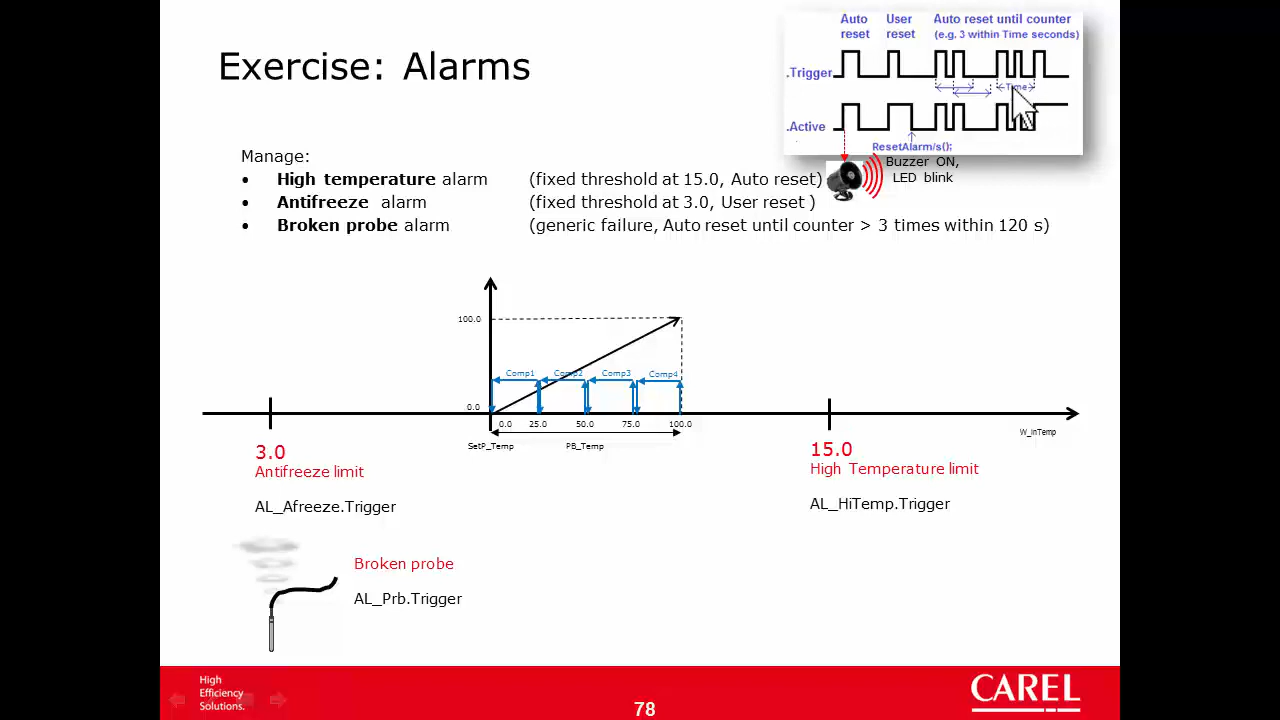 Exercise: Alarms
Auto reset
User reset
Auto reset until counter
(e.g. 3 within Time seconds)
.Trigger
Time
.Active
ResetAlarm/s();
Buzzer ON,
LED blink
Manage:
• High temperature alarm (fixed threshold at 15.0, Auto reset)
• Antifreeze alarm (fixed threshold at 3.0, User reset )
• Broken probe alarm (generic failure, Auto reset until counter > 3 times within 120 s)
100.0
Comp1 Comp2 Comp3 Comp4
0.0
0.0 25.0 50.0 75.0 100.0
SetP_Temp PB_Temp
W_inTemp
3.0
Antifreeze limit
AL_Afreeze.Trigger
15.0
High Temperature limit
AL_HiTemp.Trigger
Broken probe
AL_Prb.Trigger
High
Efficiency
Solutions.
78
CAREL